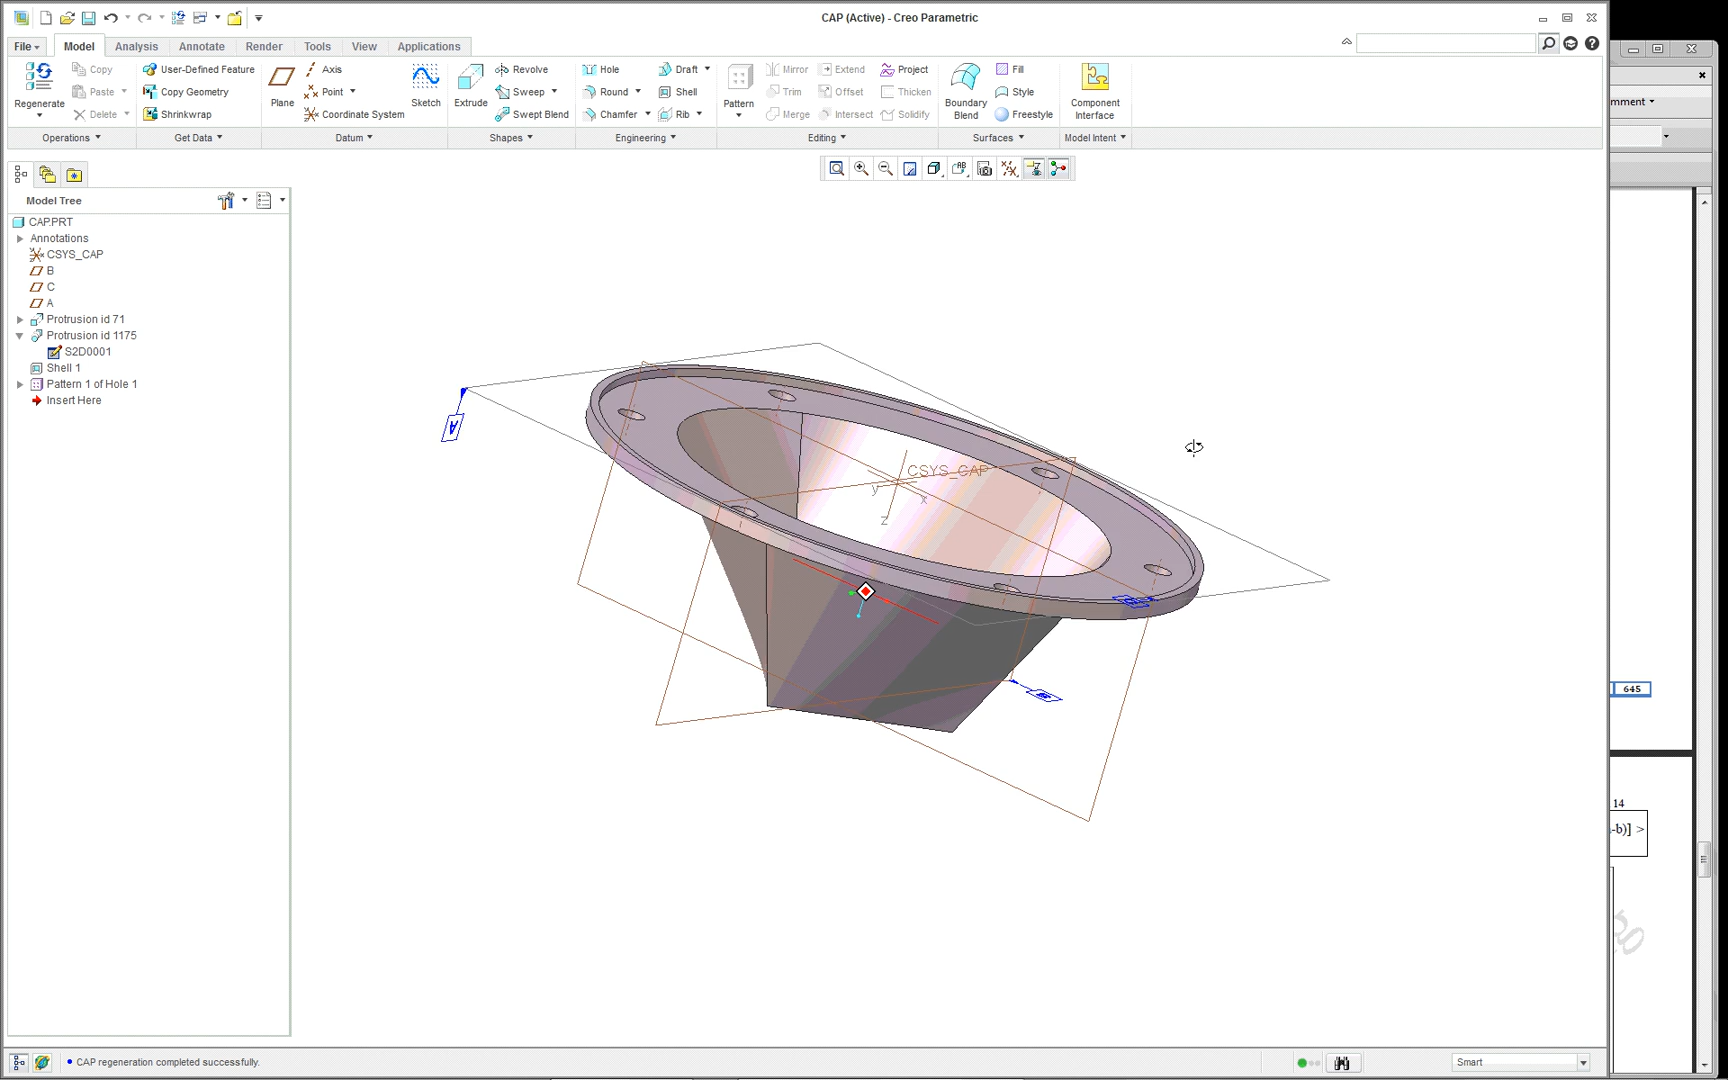 CAP (Active) - Creo Parametric
File Model Analysis Annotate Render Tools View Applications
Regenerate
Copy
Paste
Delete
Operations
User-Defined Feature
Copy Geometry
Shrinkwrap
Get Data
Plane
Axis
Point
Coordinate System
Datum
Sketch
Extrude
Revolve
Sweep
Swept Blend
Shapes
Hole
Round
Chamfer
Draft
Shell
Rib
Engineering
Pattern
Mirror
Trim
Merge
Extend
Offset
Intersect
Project
Thicken
Solidify
Editing
Boundary
Blend
Fill
Style
Freestyle
Surfaces
Component
Interface
Model Intent
mment
Model Tree
CAP.PRT
Annotations
CSYS_CAP
B
C
A
Protrusion id 71
Protrusion id 1175
S2D0001
Shell 1
Pattern 1 of Hole 1
Insert Here
A
CSYS_CAP
y
x
z
645
14
-b)] >
CAP regeneration completed successfully.
Smart